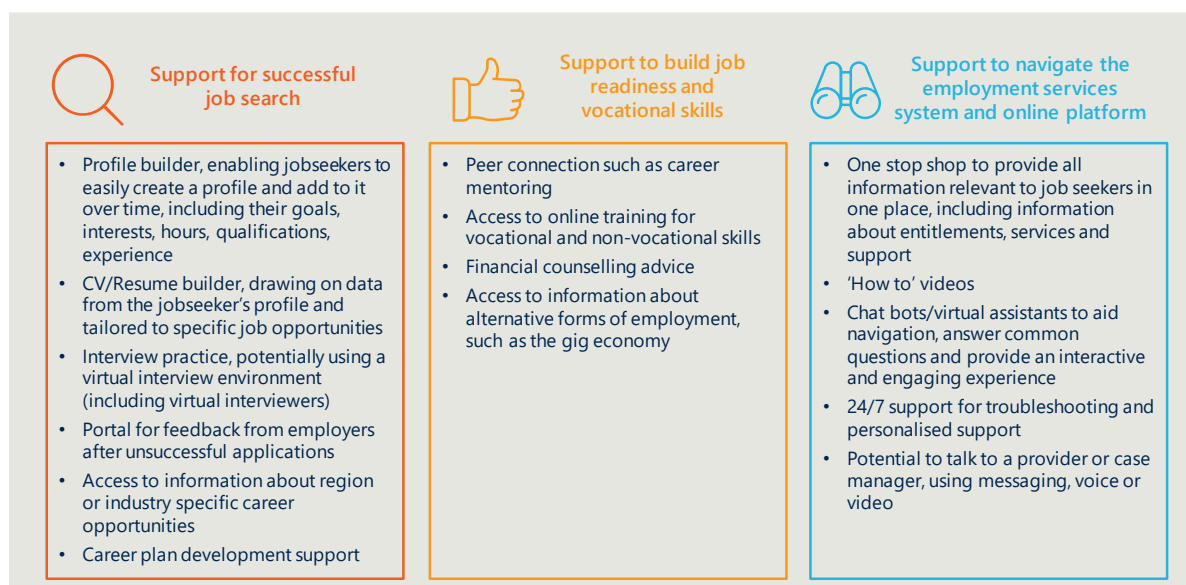 Support for successful
job search
• Profile builder, enabling jobseekers to
easily create a profile and add to it
over time, including their goals,
interests, hours, qualifications,
experience
• CV/Resume builder, drawing on data
from the jobseeker’s profile and
tailored to specific job opportunities
• Interview practice, potentially using a
virtual interview environment
(including virtual interviewers)
• Portal for feedback from employers
after unsuccessful applications
• Access to information about region
or industry specific career
opportunities
• Career plan development support
Support to build job
readiness and
vocational skills
• Peer connection such as career
mentoring
• Access to online training for
vocational and non-vocational skills
• Financial counselling advice
• Access to information about
alternative forms of employment,
such as the gig economy
Support to navigate the
employment services
system and online platform
• One stop shop to provide all
information relevant to job seekers in
one place, including information
about entitlements, services and
support
• ‘How to’ videos
• Chat bots/virtual assistants to aid
navigation, answer common
questions and provide an interactive
and engaging experience
• 24/7 support for troubleshooting and
personalised support
• Potential to talk to a provider or case
manager, using messaging, voice or
video